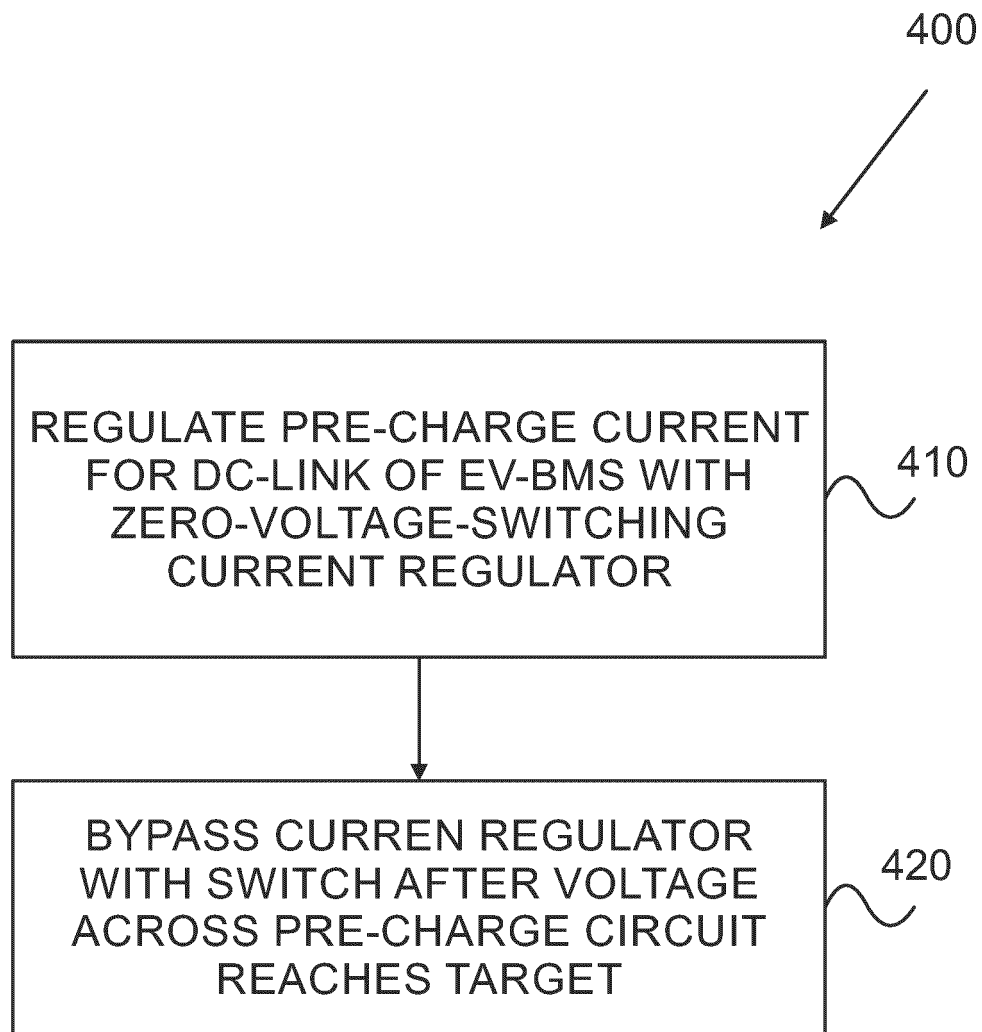 400
REGULATE PRE-CHARGE CURRENT
FOR DC-LINK OF EV-BMS WITH
ZERO-VOLTAGE-SWITCHING
CURRENT REGULATOR
410
BYPASS CURREN REGULATOR
WITH SWITCH AFTER VOLTAGE
ACROSS PRE-CHARGE CIRCUIT
REACHES TARGET
420